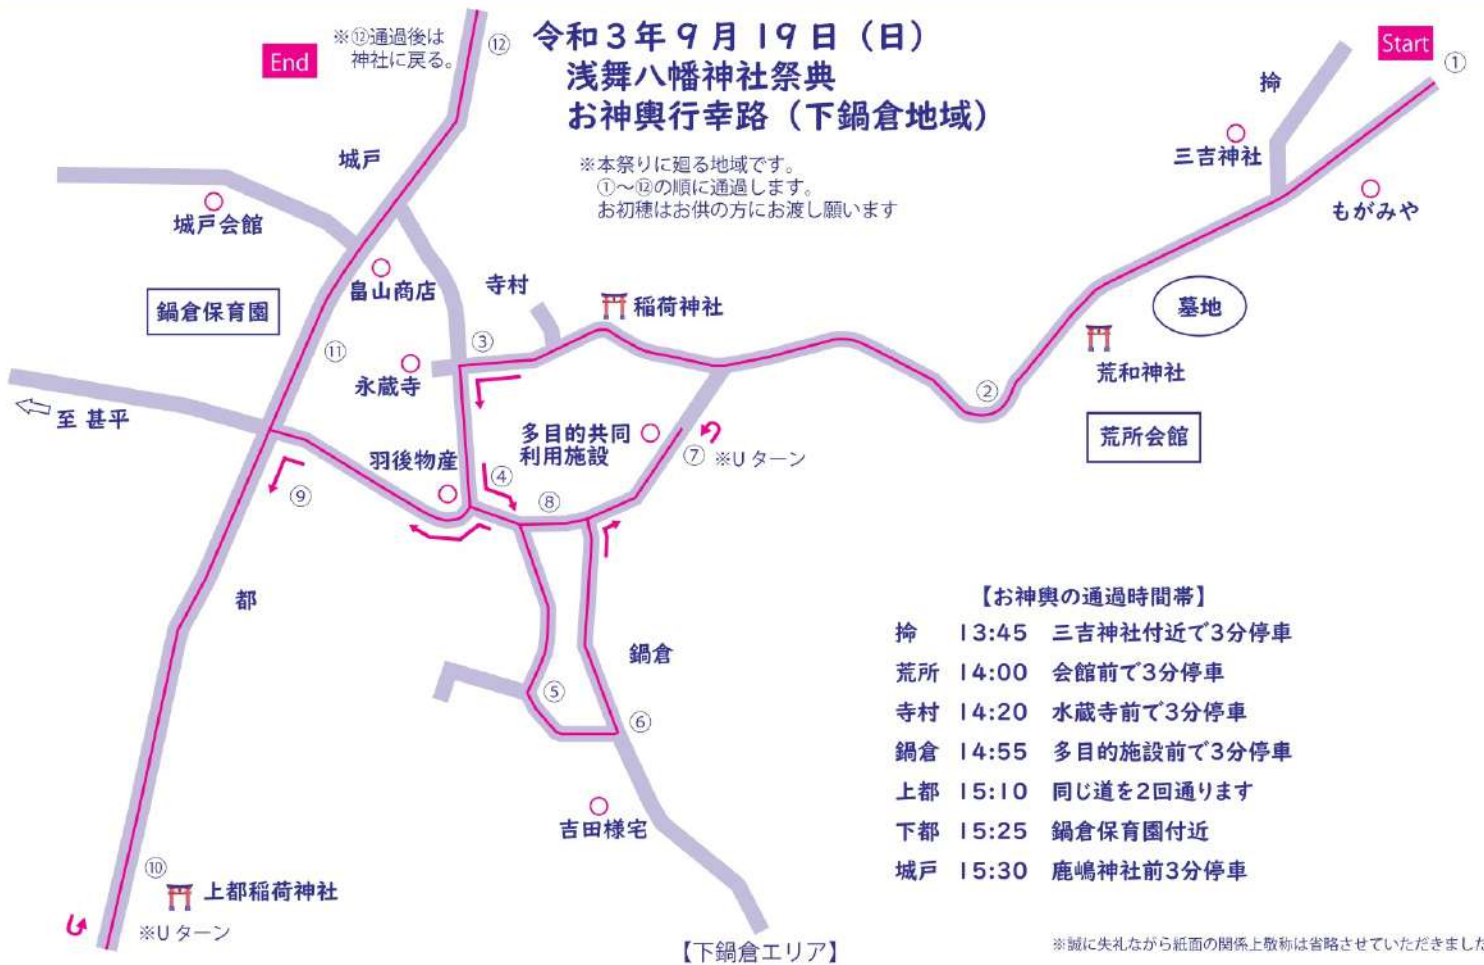 End
※⑫通過後は
神社に戻る。
⑫
令和3年9月19日（日）
浅舞八幡神社祭典
お神輿行幸路（下鍋倉地域）
※本祭りに廻る地域です。
①～⑫の順に通過します。
お初穂はお供の方にお渡し願います
Start
①
掵
三吉神社
もがみや
城戸
城戸会館
畠山商店
鍋倉保育園
⑪
寺村
稲荷神社
③
永蔵寺
墓地
荒和神社
②
荒所会館
至 甚平
羽後物産
④
多目的共同
利用施設
⑦ ※Uターン
⑧
⑨
都
鍋倉
⑤
⑥
吉田様宅
⑩
上都稲荷神社
※Uターン
【お神輿の通過時間帯】
掵 13:45 三吉神社付近で3分停車
荒所 14:00 会館前で3分停車
寺村 14:20 水蔵寺前で3分停車
鍋倉 14:55 多目的施設前で3分停車
上都 15:10 同じ道を2回通ります
下都 15:25 鍋倉保育園付近
城戸 15:30 鹿嶋神社前3分停車
【下鍋倉エリア】
※誠に失礼ながら紙面の関係上敬称は省略させていただきました